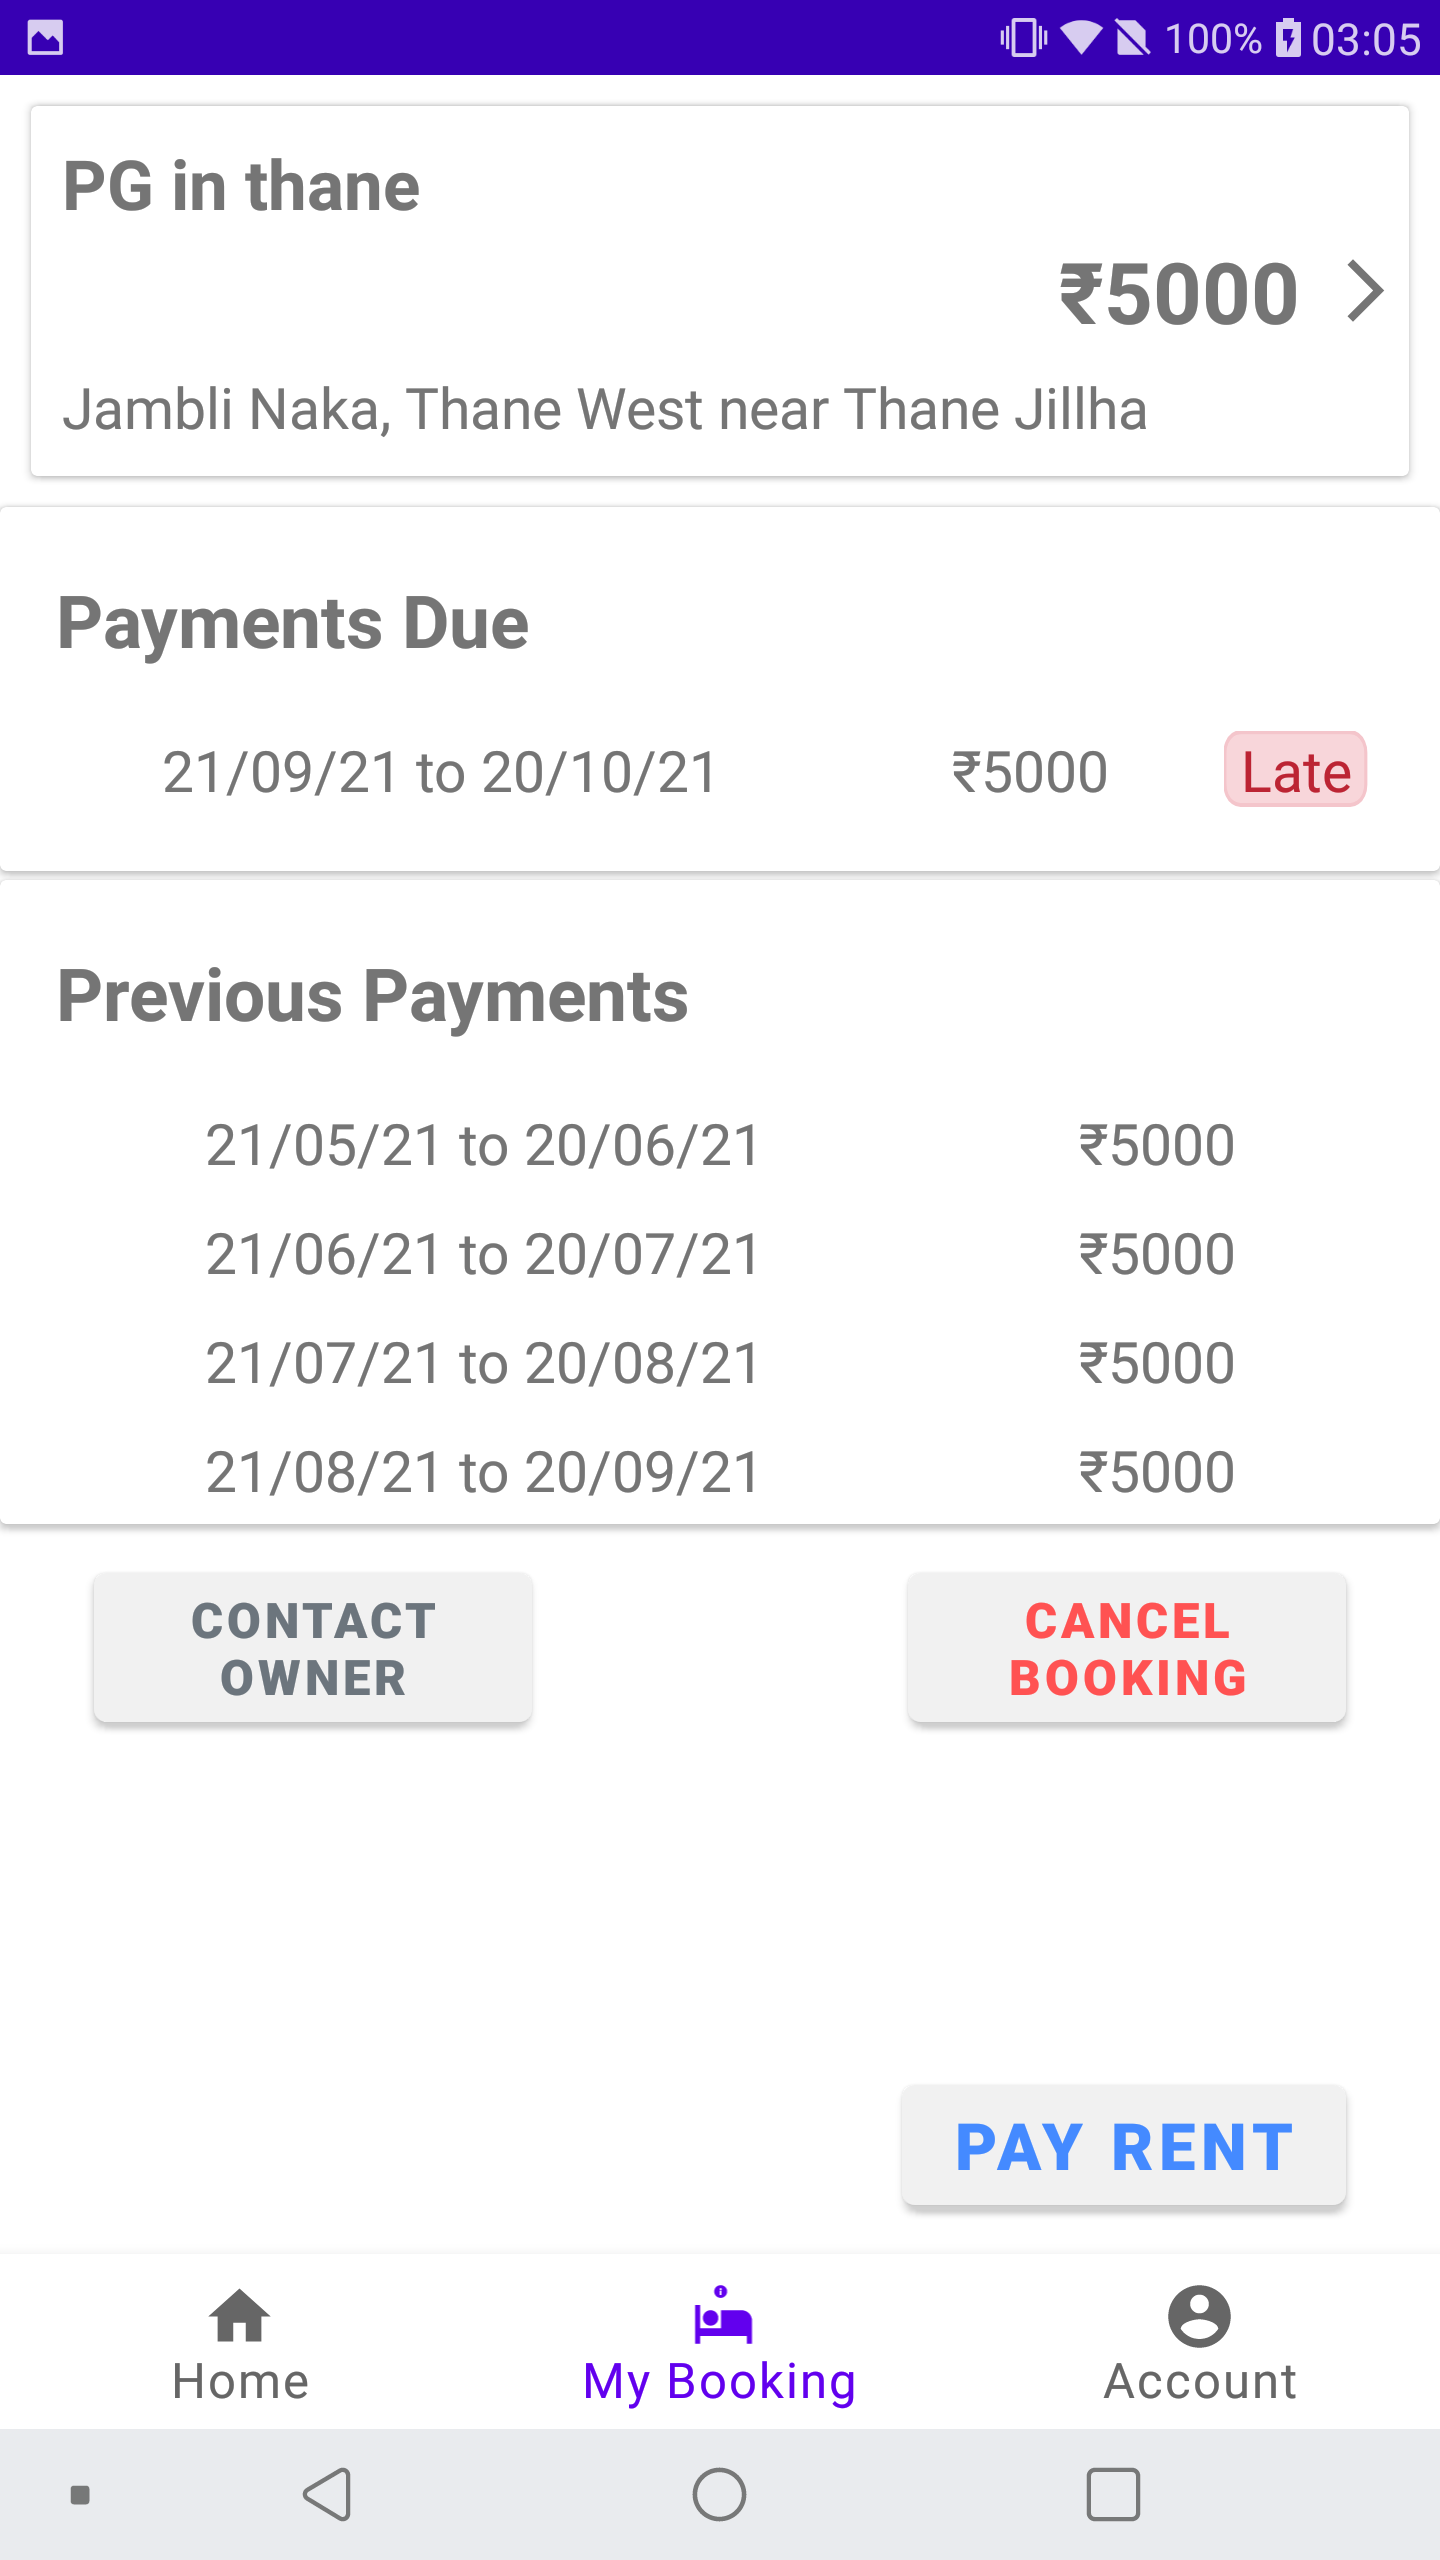 100% 03:05
PG in thane
₹5000
Jambli Naka, Thane West near Thane Jillha
Payments Due
21/09/21 to 20/10/21 ₹5000 Late
Previous Payments
21/05/21 to 20/06/21 ₹5000
21/06/21 to 20/07/21 ₹5000
21/07/21 to 20/08/21 ₹5000
21/08/21 to 20/09/21 ₹5000
CONTACT
OWNER
CANCEL
BOOKING
PAY RENT
Home My Booking Account